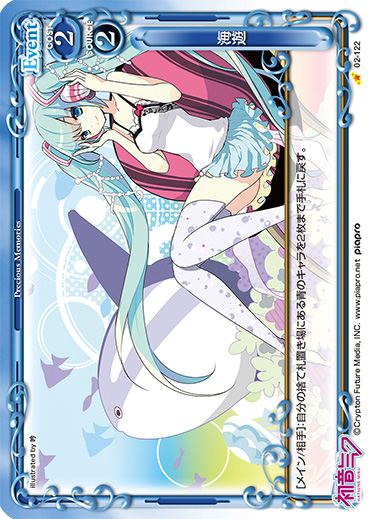 Event
COST
2
SOURCE
2
海遊
02-122
Precious Memories
illustrated by 吟
[メイン/相手]:自分の捨て札置き場にある青のキャラを2枚まで手札に戻す。
初音ミク
HATSUNE MIKU
©Crypton Future Media, INC. www.piapro.net piapro